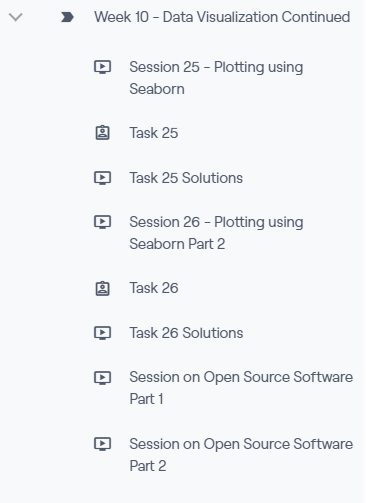 Week 10 - Data Visualization Continued
Session 25 - Plotting using
Seaborn
Task 25
Task 25 Solutions
Session 26 - Plotting using
Seaborn Part 2
Task 26
Task 26 Solutions
Session on Open Source Software
Part 1
Session on Open Source Software
Part 2